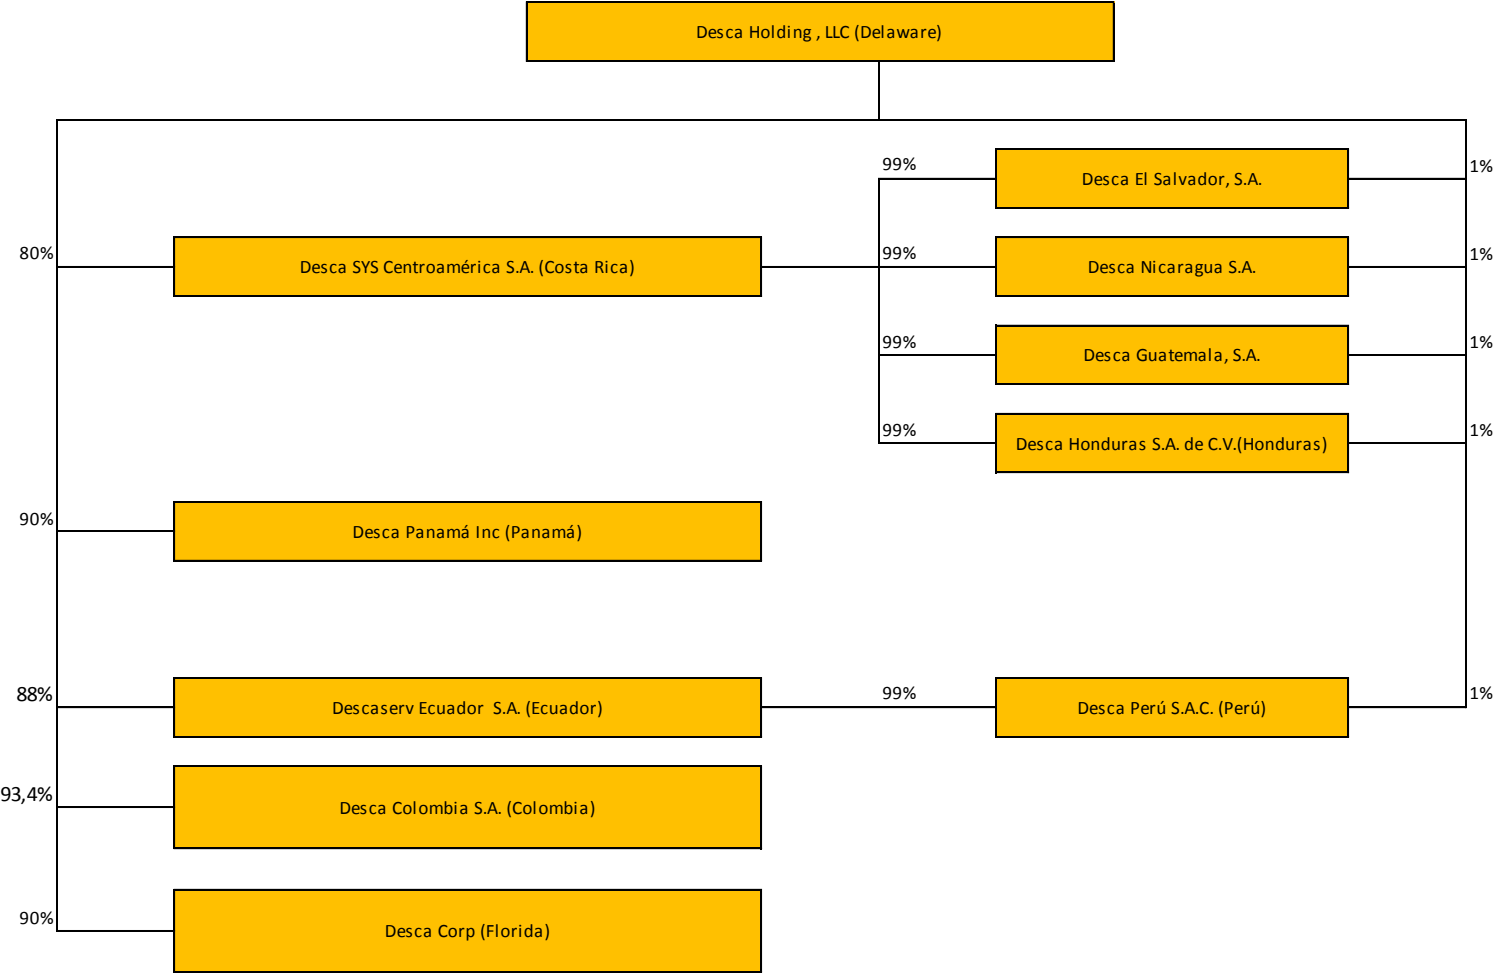 Desca Holding , LLC (Delaware)
99%
Desca El Salvador, S.A.
1%
80%
Desca SYS Centroamérica S.A. (Costa Rica)
99%
Desca Nicaragua S.A.
1%
99%
Desca Guatemala, S.A.
1%
99%
Desca Honduras S.A. de C.V.(Honduras)
1%
90%
Desca Panamá Inc (Panamá)
88%
Descaserv Ecuador S.A. (Ecuador)
99%
Desca Perú S.A.C. (Perú)
1%
93,4%
Desca Colombia S.A. (Colombia)
90%
Desca Corp (Florida)